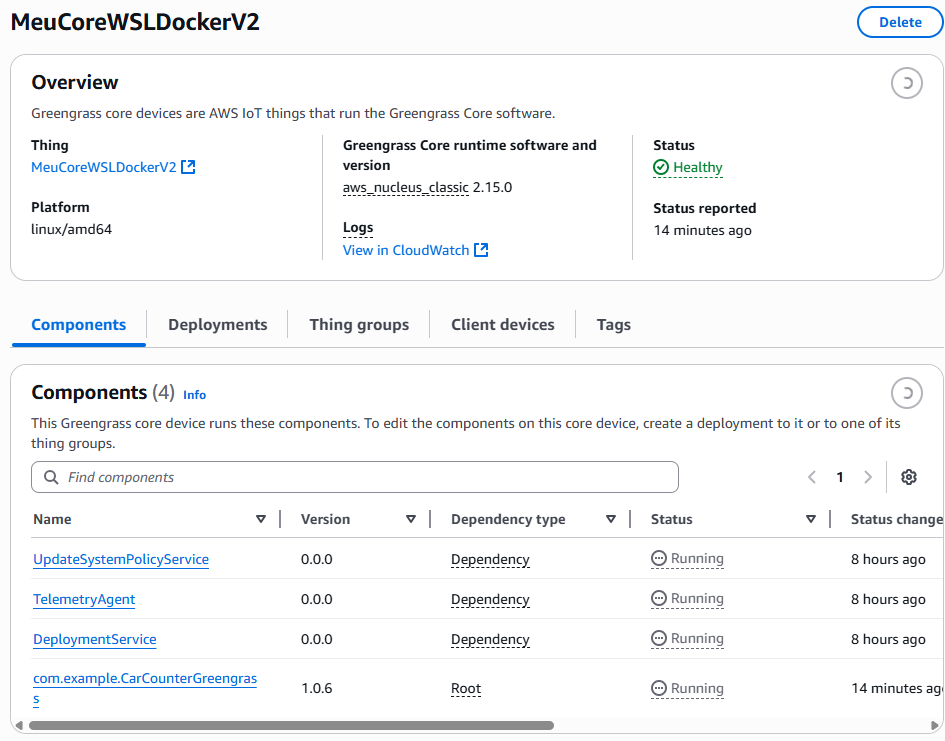 MeuCoreWSLDockerV2
Delete
Overview
Greengrass core devices are AWS IoT things that run the Greengrass Core software.
Thing
MeuCoreWSLDockerV2
Platform
linux/amd64
Greengrass Core runtime software and
version
aws_nucleus_classic 2.15.0
Logs
View in CloudWatch
Status
Healthy
Status reported
14 minutes ago
Components
Deployments
Thing groups
Client devices
Tags
Components (4) Info
This Greengrass core device runs these components. To edit the components on this core device, create a deployment to it or to one of its
thing groups.
Find components
1
Name Version Dependency type Status Status change
UpdateSystemPolicyService 0.0.0 Dependency Running 8 hours ago
TelemetryAgent 0.0.0 Dependency Running 8 hours ago
DeploymentService 0.0.0 Dependency Running 8 hours ago
com.example.CarCounterGreengras
s 1.0.6 Root Running 14 minutes ag